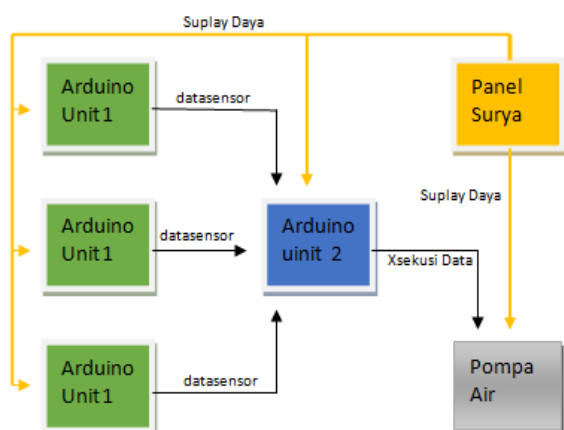 Suplay Daya
Arduino
Unit1
datasensor
Panel
Surya
Arduino
Unit1
datasensor
Arduino
uinit 2
Suplay Daya
Xsekusi Data
Arduino
Unit1
datasensor
Pompa
Air